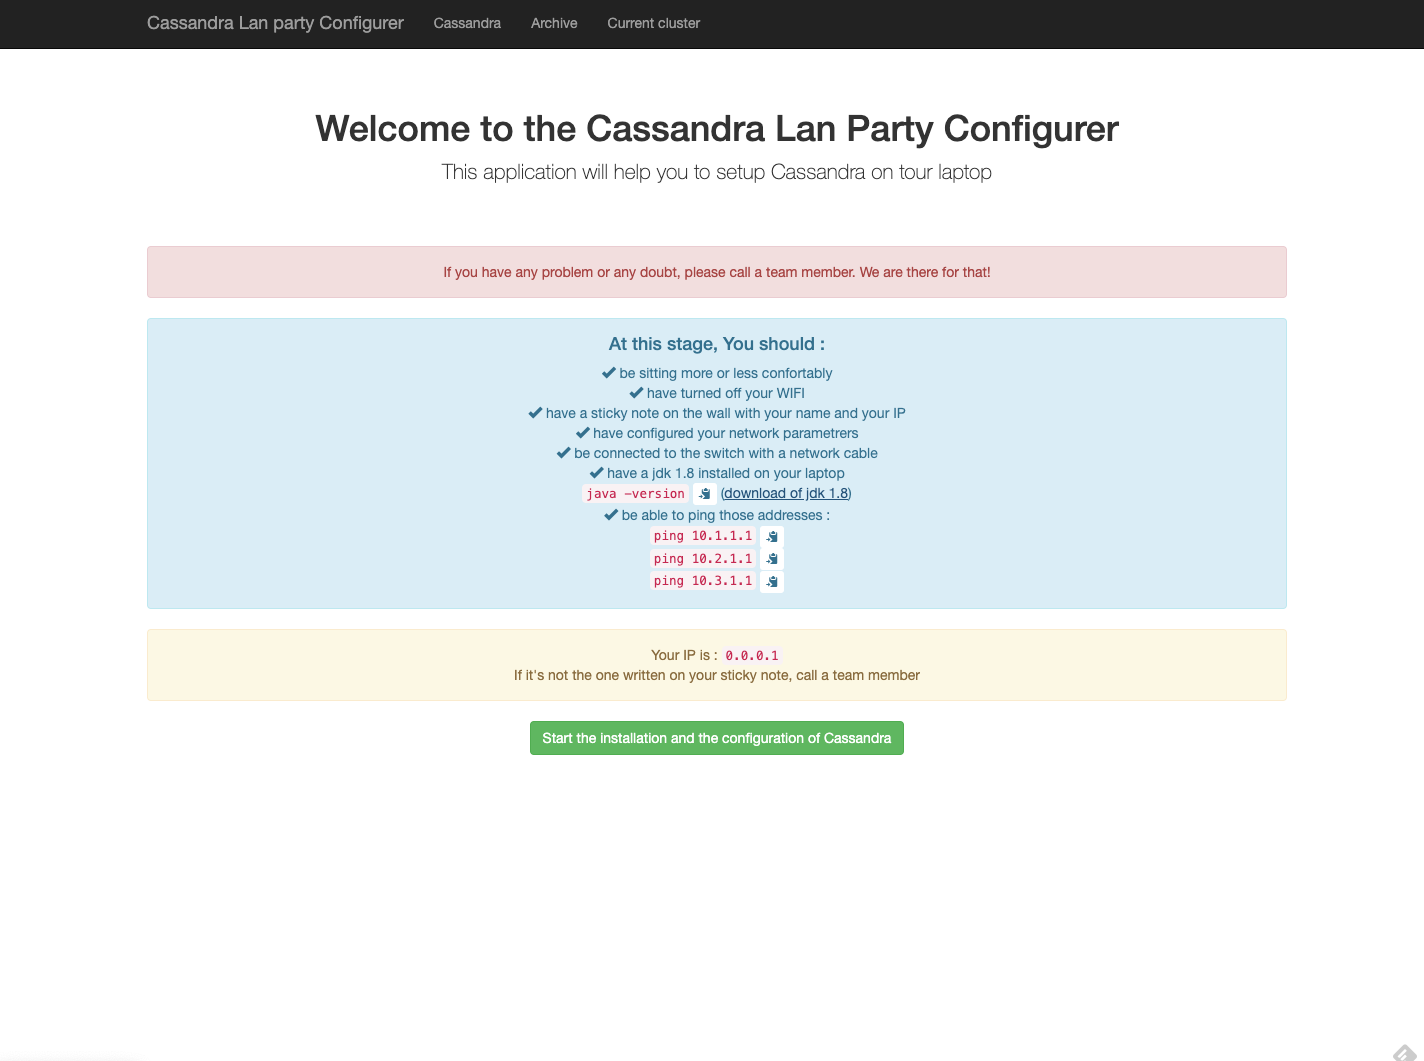 Cassandra Lan party Configurer Cassandra Archive Current cluster
Welcome to the Cassandra Lan Party Configurer
This application will help you to setup Cassandra on tour laptop
If you have any problem or any doubt, please call a team member. We are there for that!
At this stage, You should :
be sitting more or less confortably
have turned off your WIFI
have a sticky note on the wall with your name and your IP
have configured your network parametrers
be connected to the switch with a network cable
have a jdk 1.8 installed on your laptop
java -version (download of jdk 1.8)
be able to ping those addresses :
ping 10.1.1.1
ping 10.2.1.1
ping 10.3.1.1
Your IP is : 0.0.0.1
If it's not the one written on your sticky note, call a team member
Start the installation and the configuration of Cassandra